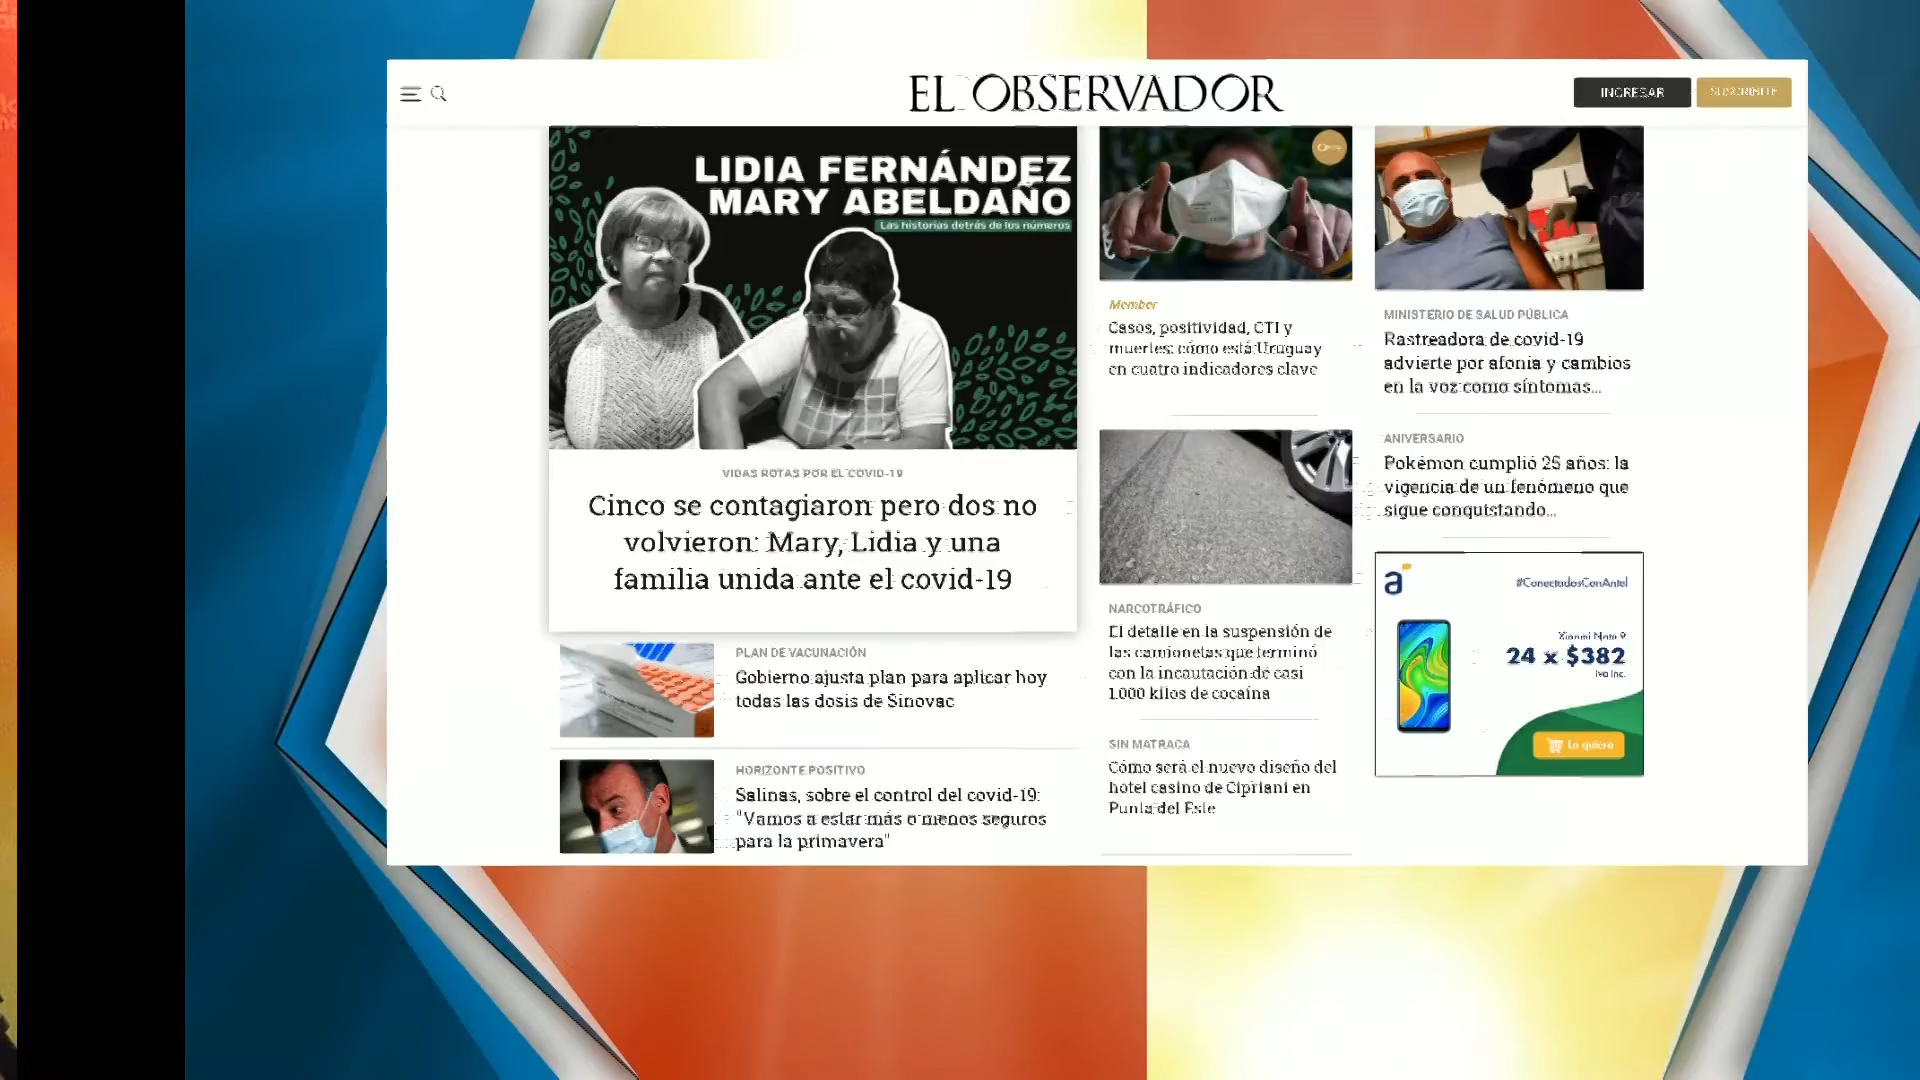 EL OBSERVADOR
INGRESAR
SUSCRIBITE
LIDIA FERNÁNDEZ
MARY ABELDAÑO
Las historias detrás de los números
VIDAS ROTAS POR EL COVID-19
Cinco se contagiaron pero dos no
volvieron: Mary, Lidia y una
familia unida ante el covid-19
PLAN DE VACUNACIÓN
Gobierno ajusta plan para aplicar hoy
todas las dosis de Sinovac
HORIZONTE POSITIVO
Salinas, sobre el control del covid-19:
"Vamos a estar más o menos seguros
para la primavera"
Member
Casos, positividad, CTI y
muertes: cómo está Uruguay
en cuatro indicadores clave
NARCOTRÁFICO
El detalle en la suspensión de
las camionetas que terminó
con la incautación de casi
1.000 kilos de cocaína
SIN MATRACA
Cómo será el nuevo diseño del
hotel casino de Cipriani en
Punta del Este
MINISTERIO DE SALUD PÚBLICA
Rastreadora de covid-19
advierte por afonía y cambios
en la voz como síntomas...
ANIVERSARIO
Pokémon cumplió 25 años: la
vigencia de un fenómeno que
sigue conquistando...
a
#ConectadosConAntel
Xiaomi Note 9
24 x $382
Iva Inc.
Lo quiero